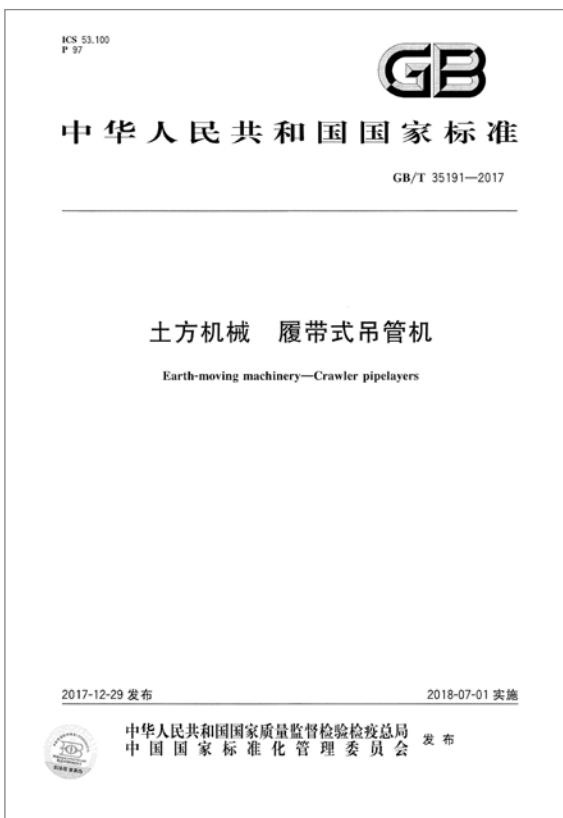 ICS 53.100
P 97
GB
中华人民共和国国家标准
GB/T 35191—2017
土方机械 履带式吊管机
Earth-moving machinery—Crawler pipelayers
2017-12-29 发布
2018-07-01 实施
中华人民共和国国家质量监督检验检疫总局
中国国家标准化管理委员会
发布